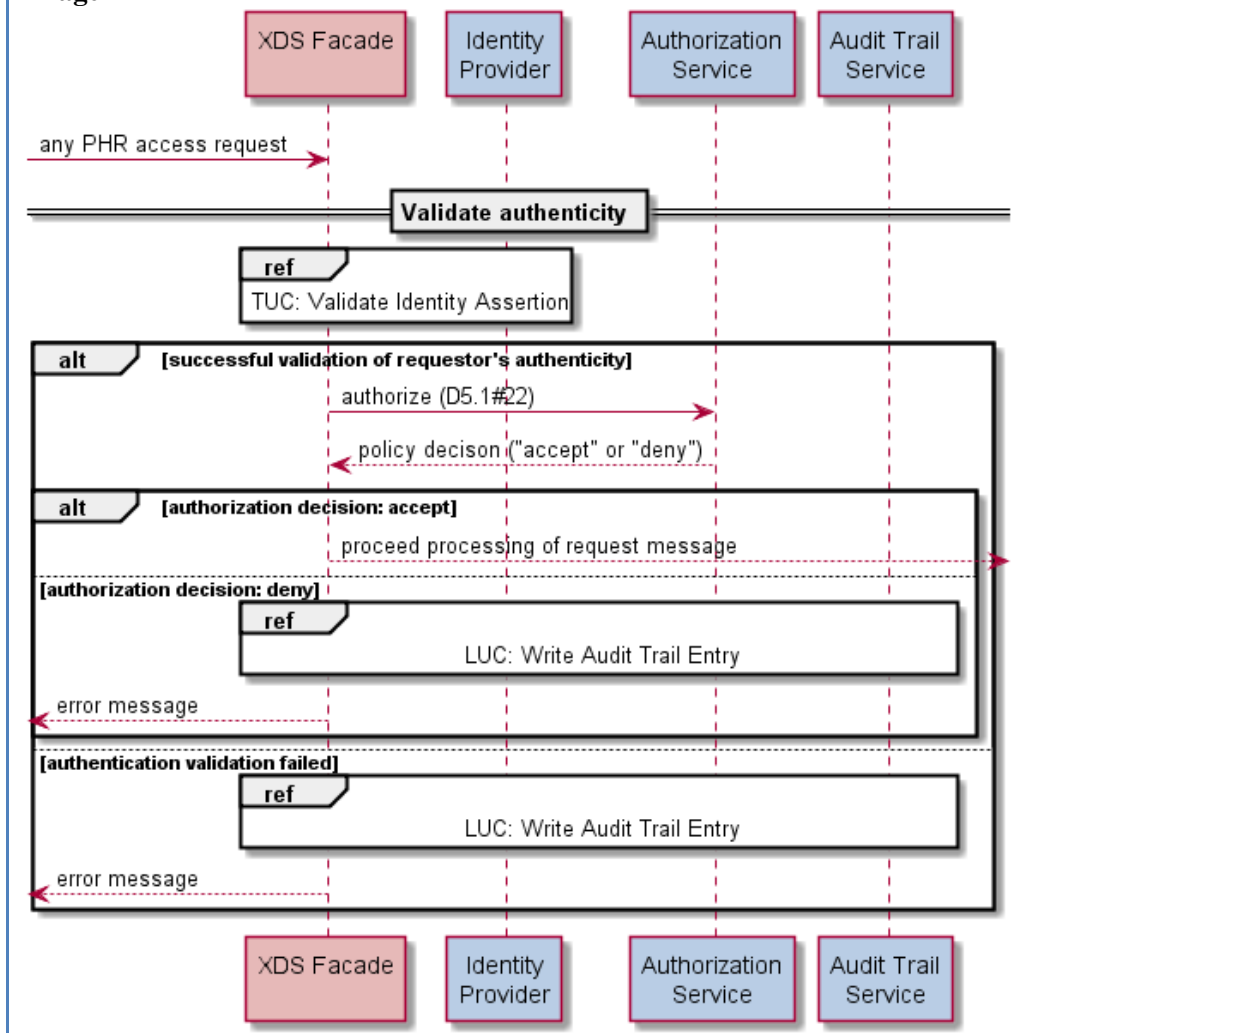 XDS Facade
Identity
Provider
Authorization
Service
Audit Trail
Service
any PHR access request
Validate authenticity
ref
TUC: Validate Identity Assertion
alt
[successful validation of requestor's authenticity]
authorize (D5.1#22)
policy decison ("accept" or "deny")
alt
[authorization decision: accept]
proceed processing of request message
[authorization decision: deny]
ref
LUC: Write Audit Trail Entry
error message
[authentication validation failed]
ref
LUC: Write Audit Trail Entry
error message
XDS Facade
Identity
Provider
Authorization
Service
Audit Trail
Service